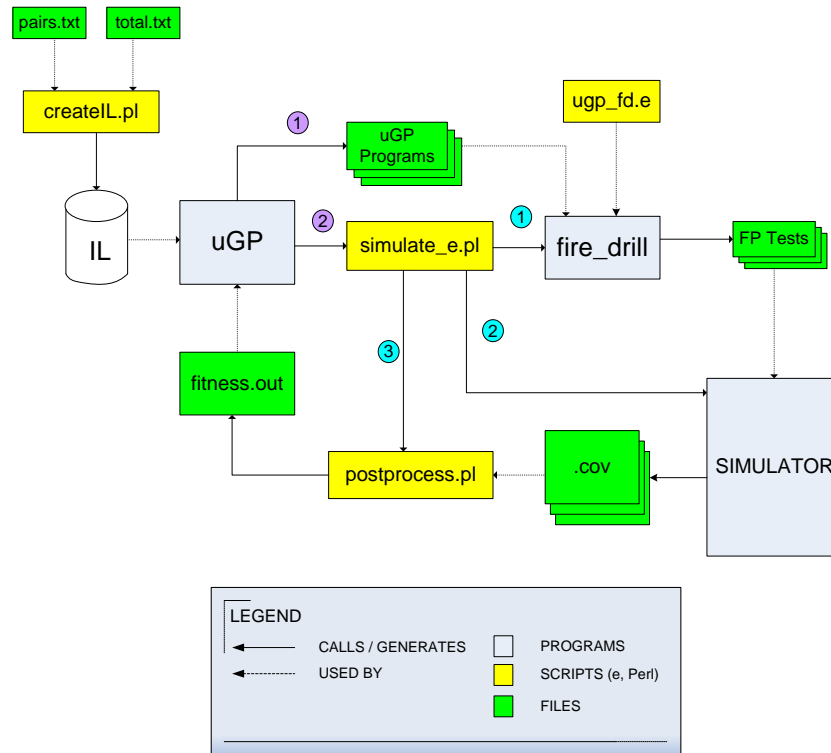 pairs.txt
total.txt
createIL.pl
ugp_fd.e
1
uGP
Programs
IL
uGP
2
simulate_e.pl
1
fire_drill
FP Tests
3
2
fitness.out
postprocess.pl
.cov
SIMULATOR
LEGEND
CALLS / GENERATES
PROGRAMS
USED BY
SCRIPTS (e, Perl)
FILES